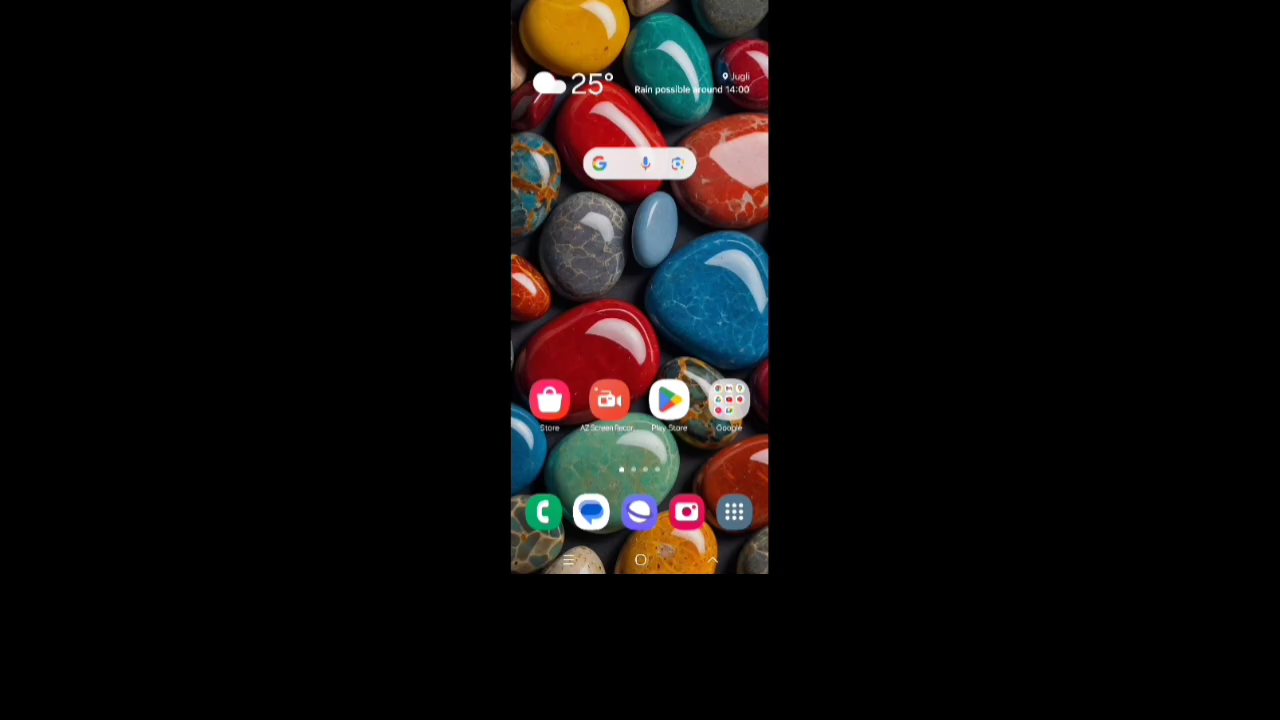 25°
Jugli
Rain possible around 14:00
Store
AZ Screen Recor...
Play Store
Google